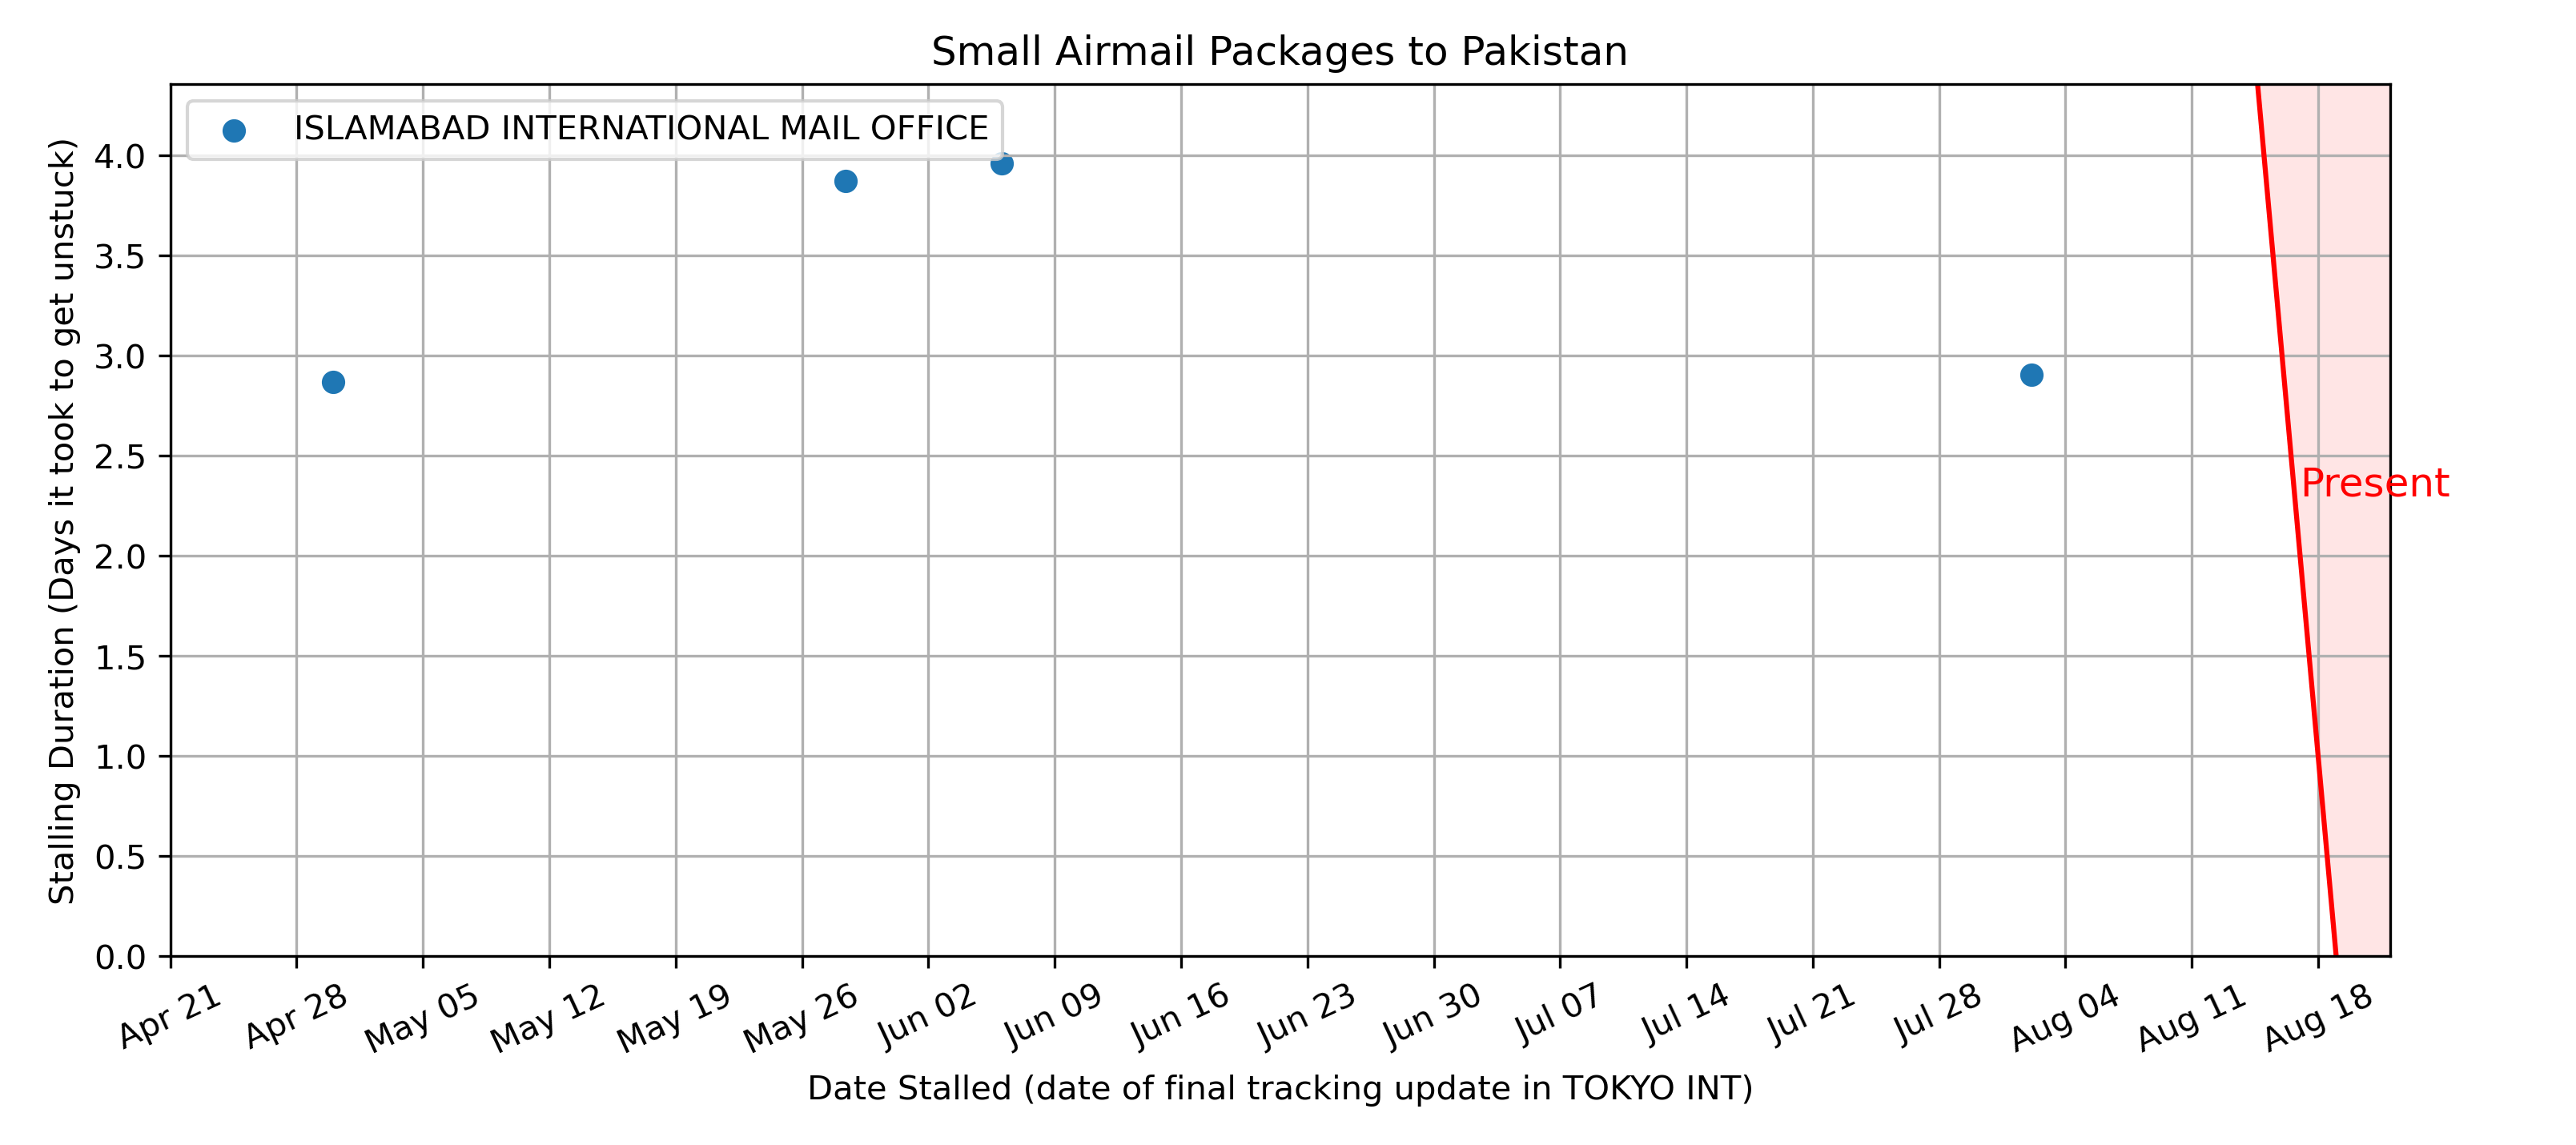 Small Airmail Packages to Pakistan
ISLAMABAD INTERNATIONAL MAIL OFFICE
Stalling Duration (Days it took to get unstuck)
4.0
3.5
3.0
2.5
2.0
1.5
1.0
0.5
0.0
Present
Apr 21 Apr 28 May 05 May 12 May 19 May 26 Jun 02 Jun 09 Jun 16 Jun 23 Jun 30 Jul 07 Jul 14 Jul 21 Jul 28 Aug 04 Aug 11 Aug 18
Date Stalled (date of final tracking update in TOKYO INT)